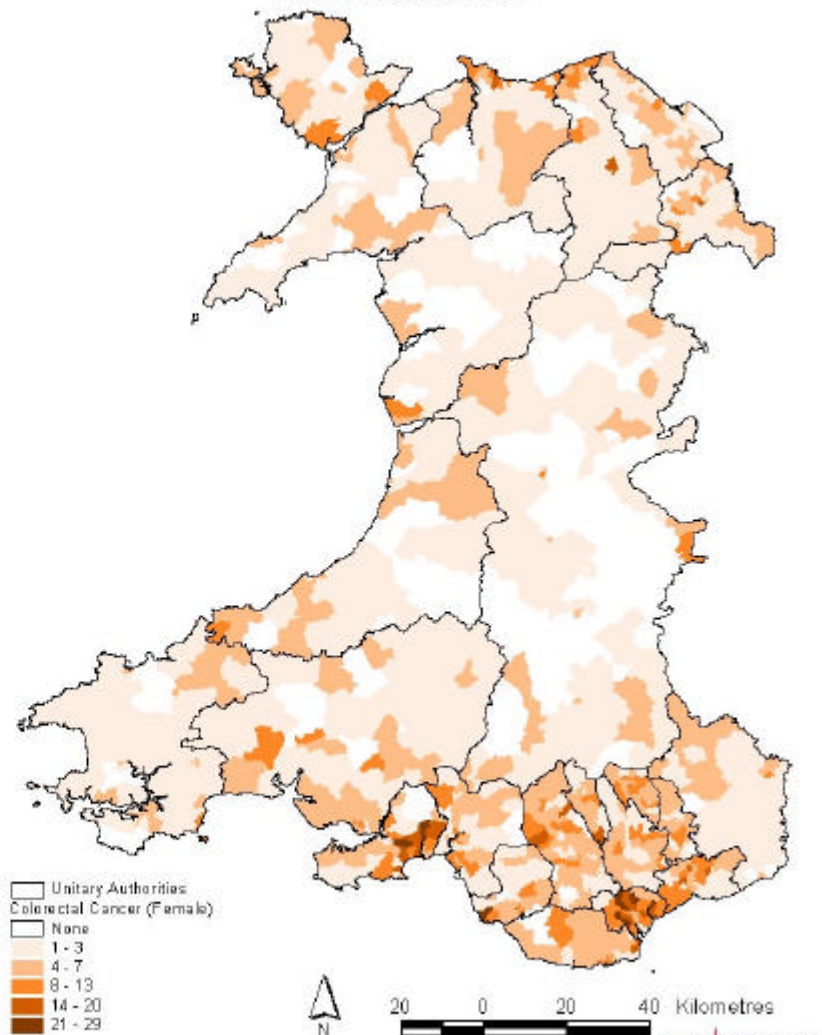 Unitary Authorities
Colorectal Cancer (Female)
None
1 - 3
4 - 7
8 - 13
14 - 20
21 - 29
N
20 0 20 40 Kilometres